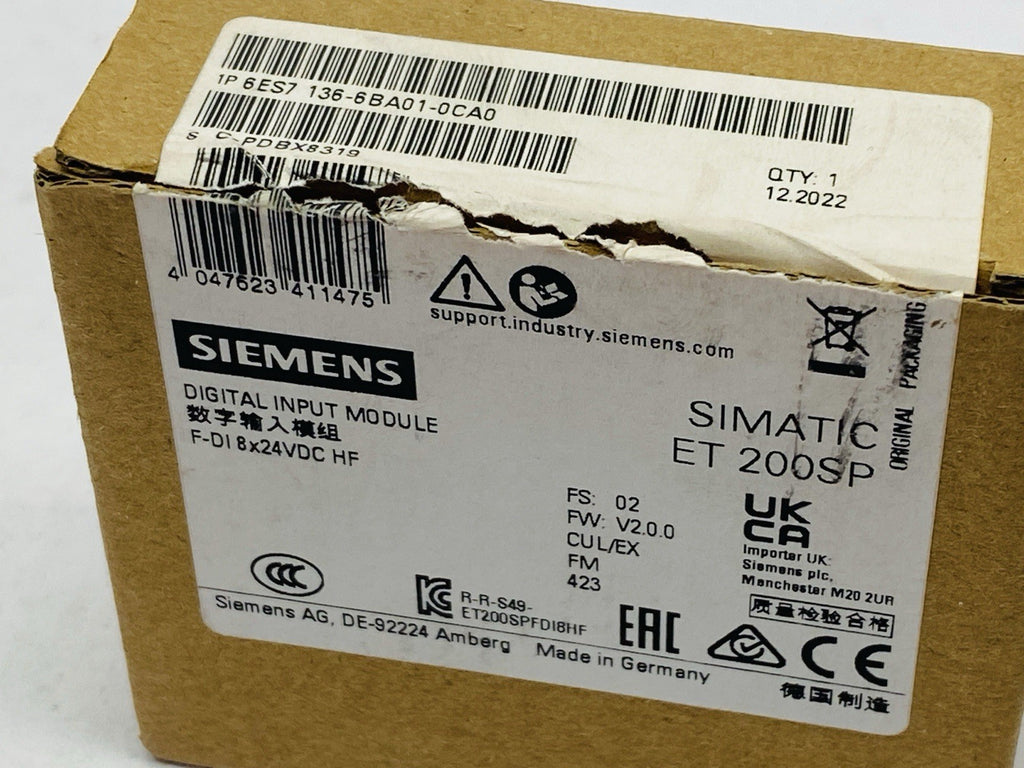 1P 6ES7 136-6BA01-0CA0
S C-PDBX8319
QTY: 1
12.2022
4 047623 411475
support.industry.siemens.com
SIEMENS
DIGITAL INPUT MODULE
数字输入模组
F-DI 8x24VDC HF
ORIGINAL PACKAGING
SIMATIC
ET 200SP
FS: 02
FW: V2.0.0
CUL/EX
FM
423
UK
CA
Importer UK:
Siemens plc,
Manchester M20 2UR
质量检验合格
CCC
R-R-S49-
ET200SPFDI8HF
EAC
CE
Siemens AG, DE-92224 Amberg Made in Germany
德国制造